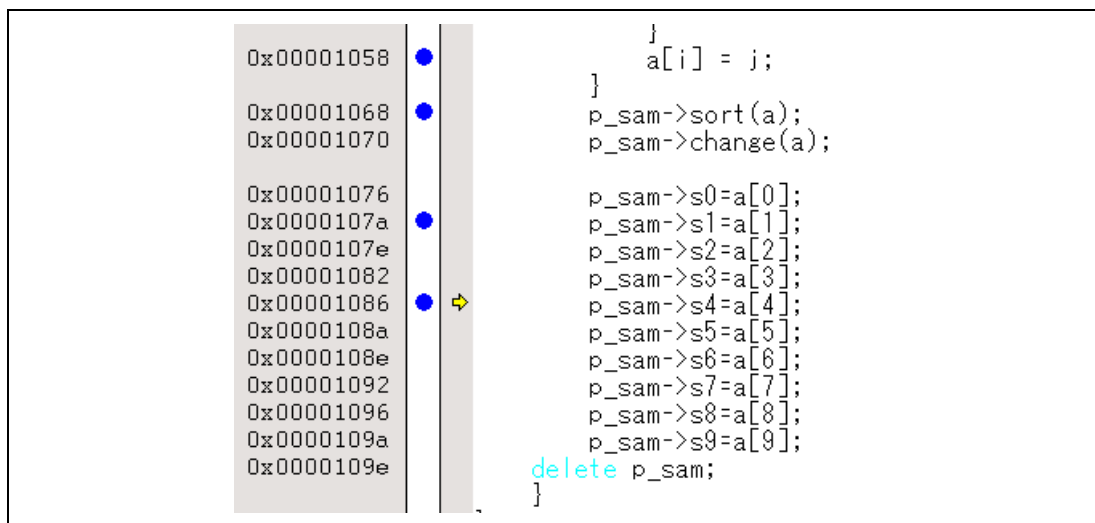 }
0x00001058 a[i] = j;
}
0x00001068 p_sam->sort(a);
0x00001070 p_sam->change(a);
0x00001076 p_sam->s0=a[0];
0x0000107a p_sam->s1=a[1];
0x0000107e p_sam->s2=a[2];
0x00001082 p_sam->s3=a[3];
0x00001086 p_sam->s4=a[4];
0x0000108a p_sam->s5=a[5];
0x0000108e p_sam->s6=a[6];
0x00001092 p_sam->s7=a[7];
0x00001096 p_sam->s8=a[8];
0x0000109a p_sam->s9=a[9];
0x0000109e delete p_sam;
}